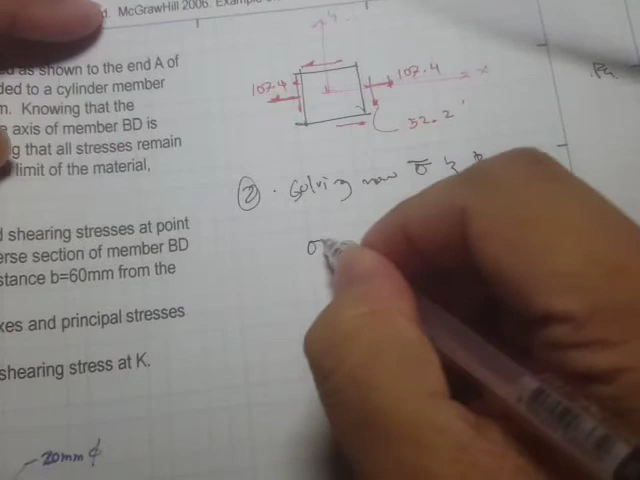 McGrawHill 2006. Example
as shown to the end A of
ded to a cylinder member
m. Knowing that the
e axis of member BD is
g that all stresses remain
limit of the material,
d shearing stresses at point
erse section of member BD
stance b=60mm from the
xes and principal stresses
shearing stress at K.
20mm ϕ
y
107.4
107.4
x
52.2
② . Solving now σ &
σ